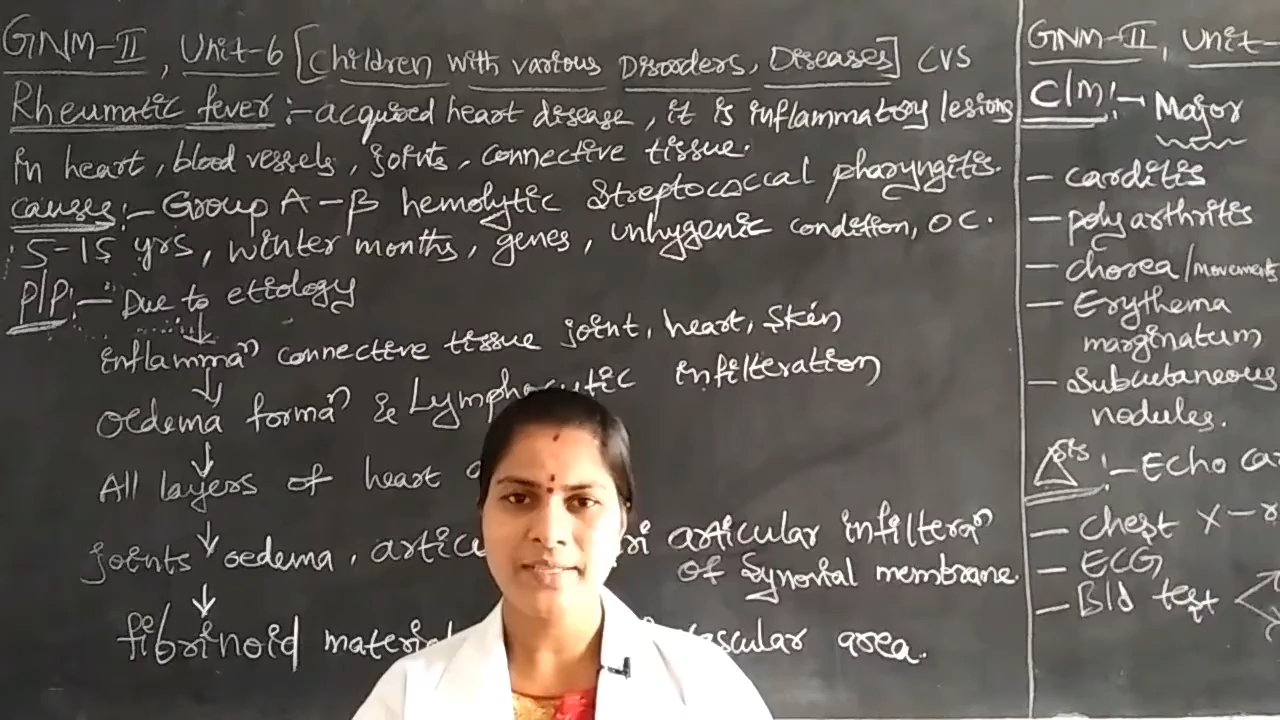 GNM-II, Unit-6 [Children with various Disorders, Diseases] CVS
Rheumatic fever :- acquired heart disease, it is inflammatory lesions
in heart, blood vessels, joints, connective tissue.
causes :- Group A-β hemolytic Streptococcal pharyngitis.
5-15 yrs, winter months, genes, unhygenic condition, OC.
P/P :- Due to etiology
↓
inflammaⁿ connective tissue joint, heart, skin
↓
Oedema formaⁿ & Lymphocytic infilteration
↓
All layers of heart
↓
joints oedema, articular infilteraⁿ
of Synovial membrane.
↓
fibrinoid area.
GNM-II, Unit-
C/M :- Major
- carditis
- polyarthritis
- chorea/movement
- Erythema
marginatum
- Subcutaneous
nodules.
△sis :- Echo
- chest X-r
- ECG
- Bld test <